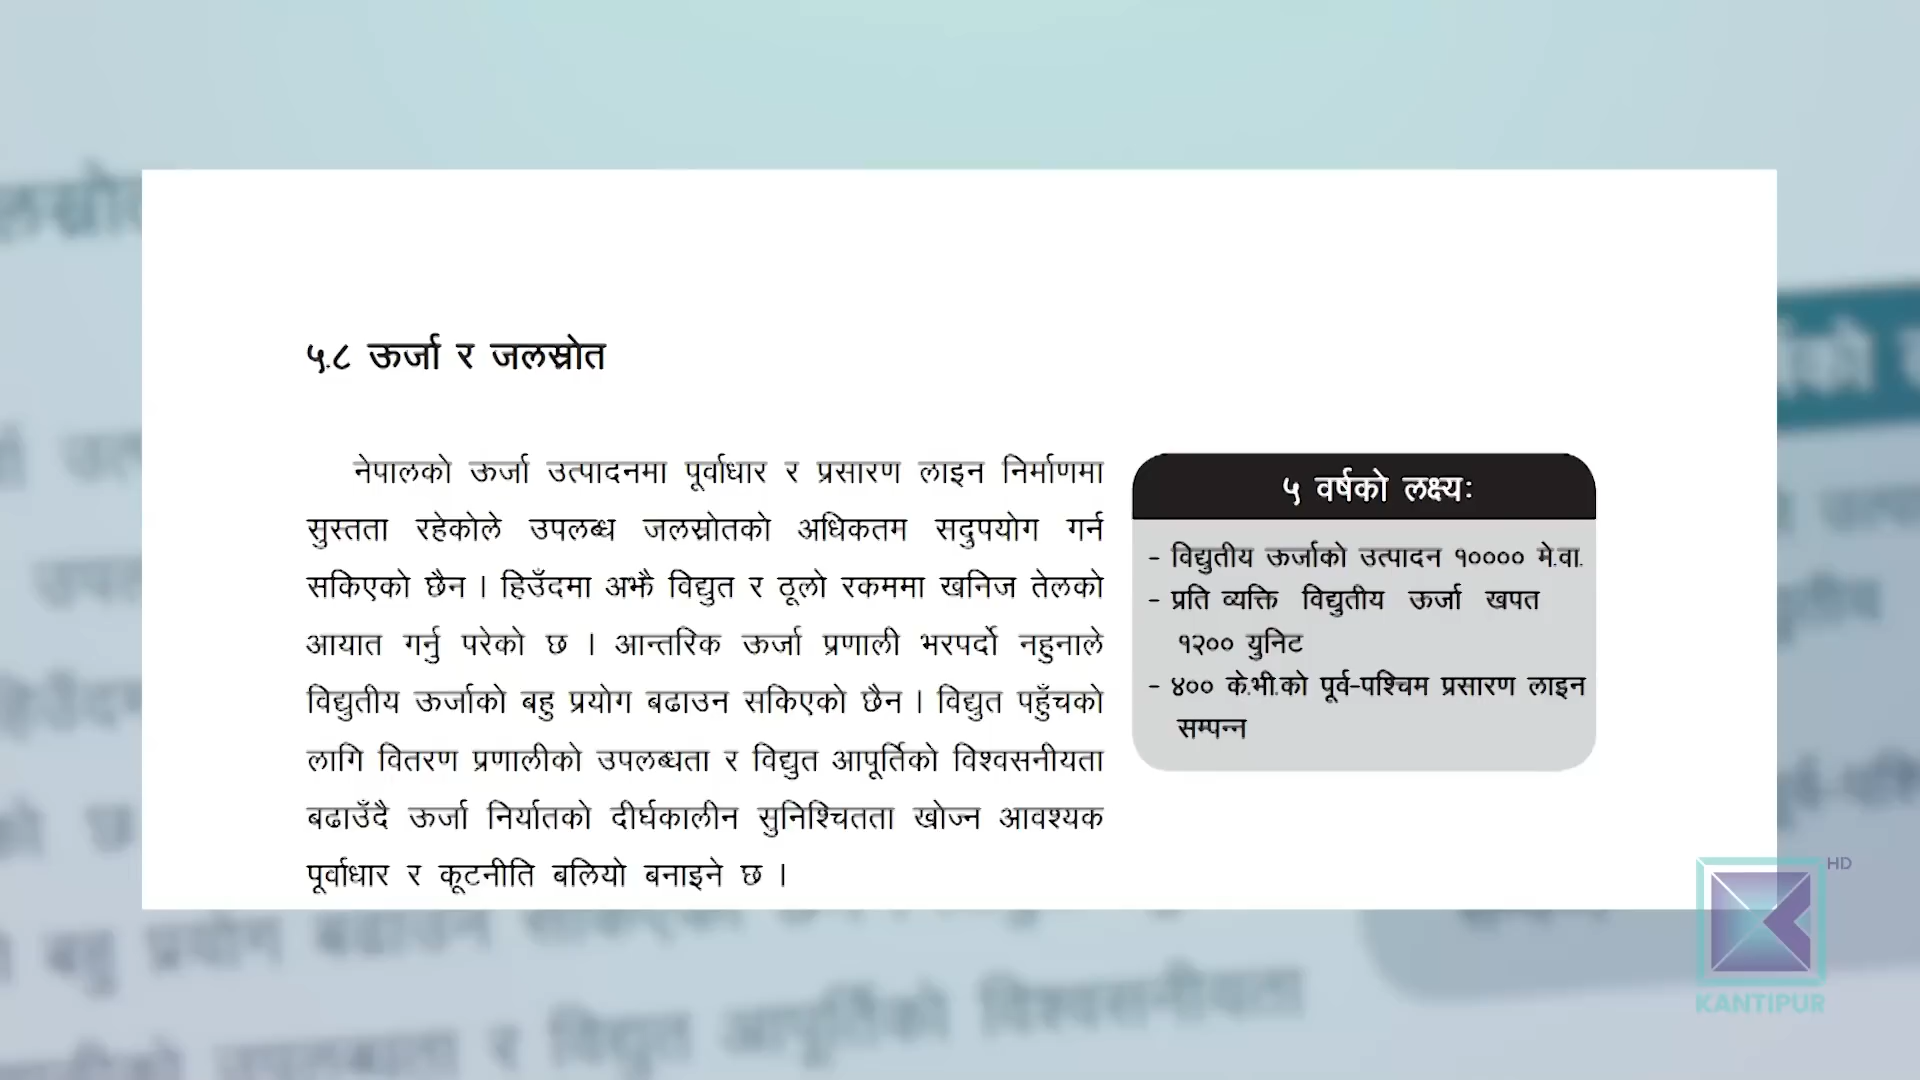 ५.८ ऊर्जा र जलस्रोत
नेपालको ऊर्जा उत्पादनमा पूर्वाधार र प्रसारण लाइन निर्माणमा
सुस्तता रहेकोले उपलब्ध जलस्रोतको अधिकतम सदुपयोग गर्न
सकिएको छैन । हिउँदमा अझै विद्युत र ठूलो रकममा खनिज तेलको
आयात गर्नु परेको छ । आन्तरिक ऊर्जा प्रणाली भरपर्दो नहुनाले
विद्युतीय ऊर्जाको बहु प्रयोग बढाउन सकिएको छैन । विद्युत पहुँचको
लागि वितरण प्रणालीको उपलब्धता र विद्युत आपूर्तिको विश्वसनीयता
बढाउँदै ऊर्जा निर्यातको दीर्घकालीन सुनिश्चितता खोज्न आवश्यक
पूर्वाधार र कूटनीति बलियो बनाइने छ ।
५ वर्षको लक्ष्य:
- विद्युतीय ऊर्जाको उत्पादन १०००० मे.वा.
- प्रति व्यक्ति विद्युतीय ऊर्जा खपत
१२०० युनिट
- ४०० के.भी.को पूर्व-पश्चिम प्रसारण लाइन
सम्पन्न
HD
KANTIPUR